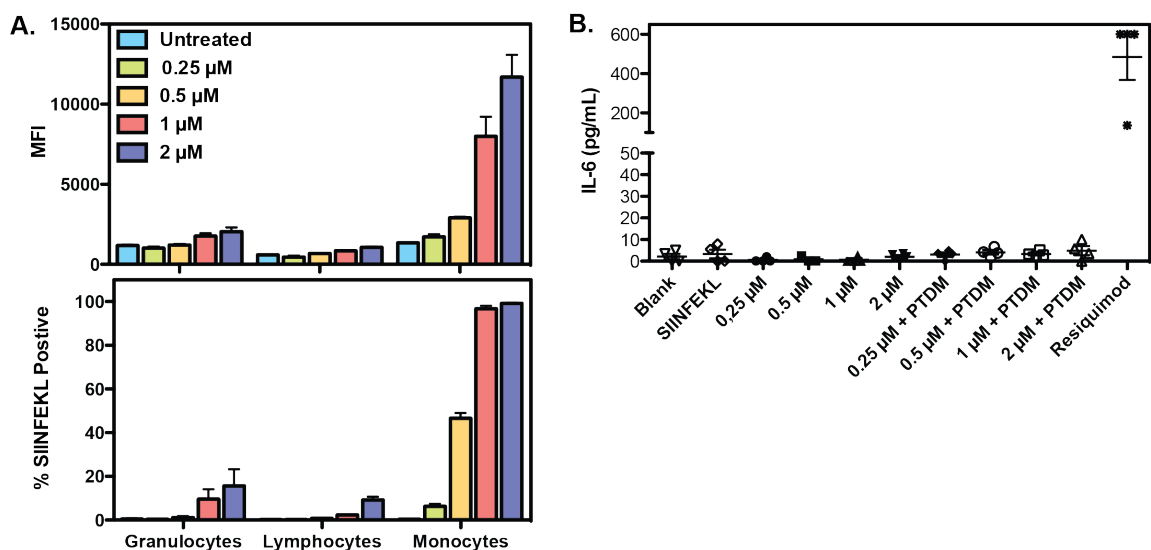 A.
15000
10000
5000
0
MFI
Untreated
0.25 µM
0.5 µM
1 µM
2 µM
100
80
60
40
20
0
% SIINFEKL Postive
Granulocytes
Lymphocytes
Monocytes
B.
600
400
200
50
40
30
20
10
0
IL-6 (pg/mL)
Blank
SIINFEKL
0,25 µM
0.5 µM
1 µM
2 µM
0.25 µM + PTDM
0.5 µM + PTDM
1 µM + PTDM
2 µM + PTDM
Resiquimod